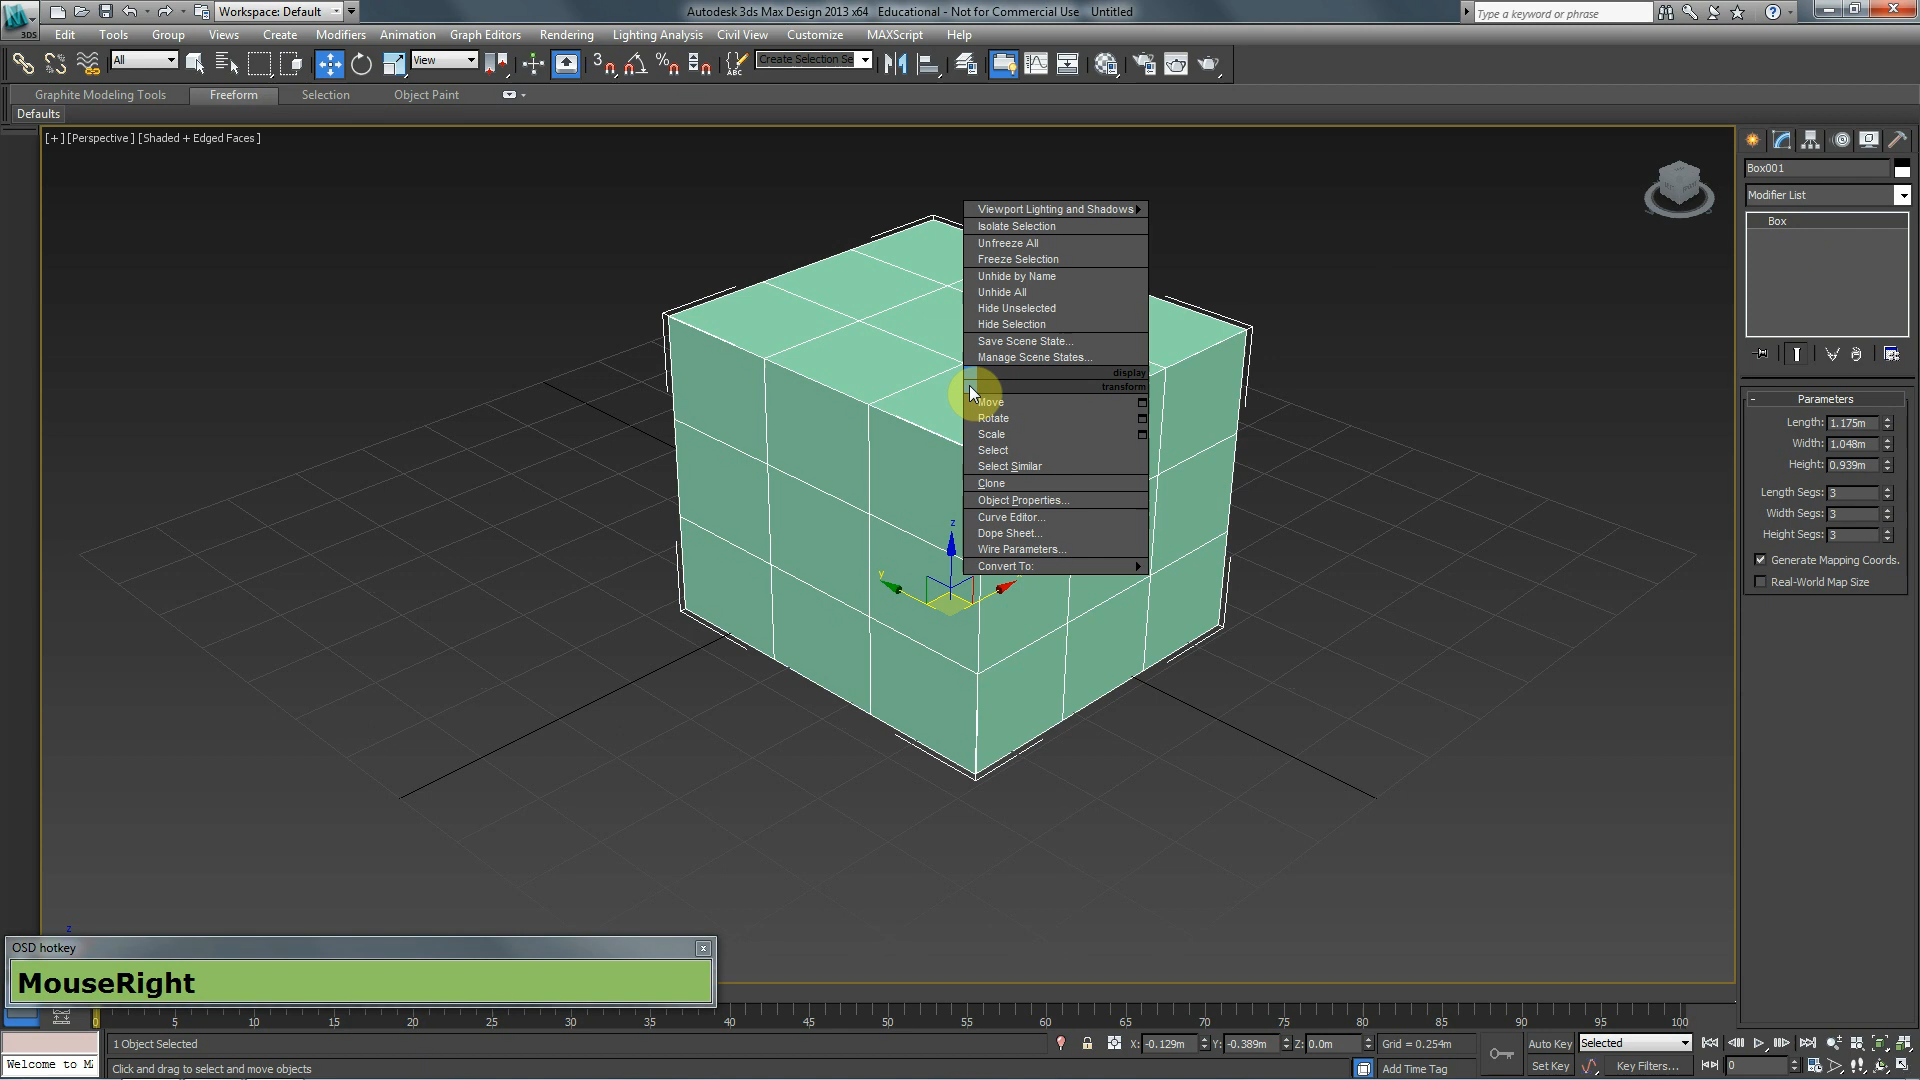 Workspace: Default
Autodesk 3ds Max Design 2013 x64 Educational - Not for Commercial Use Untitled
Type a keyword or phrase
3DS
Edit Tools Group Views Create Modifiers Animation Graph Editors Rendering Lighting Analysis Civil View Customize MAXScript Help
All View 3 ABC Create Selection Se
Graphite Modeling Tools Freeform Selection Object Paint
Defaults
[+] [Perspective] [Shaded + Edged Faces]
Box001
Modifier List
Box
Viewport Lighting and Shadows
Isolate Selection
Unfreeze All
Freeze Selection
Unhide by Name
Unhide All
Hide Unselected
Hide Selection
Save Scene State...
Manage Scene States...
display
transform
Move
Rotate
Scale
Select
Select Similar
Clone
Object Properties...
Curve Editor...
Dope Sheet...
Wire Parameters...
Convert To:
z
y
Parameters
Length: 1.175m
Width: 1.048m
Height: 0.939m
Length Segs: 3
Width Segs: 3
Height Segs: 3
Generate Mapping Coords.
Real-World Map Size
z
OSD hotkey
MouseRight
0 5 10 15 20 25 30 35 40 45 50 55 60 65 70 75 80 85 90 95 100
1 Object Selected X: -0.129m Y: -0.389m Z: 0.0m Grid = 0.254m Auto Key Selected
Welcome to M
Click and drag to select and move objects Add Time Tag Set Key Key Filters... 0